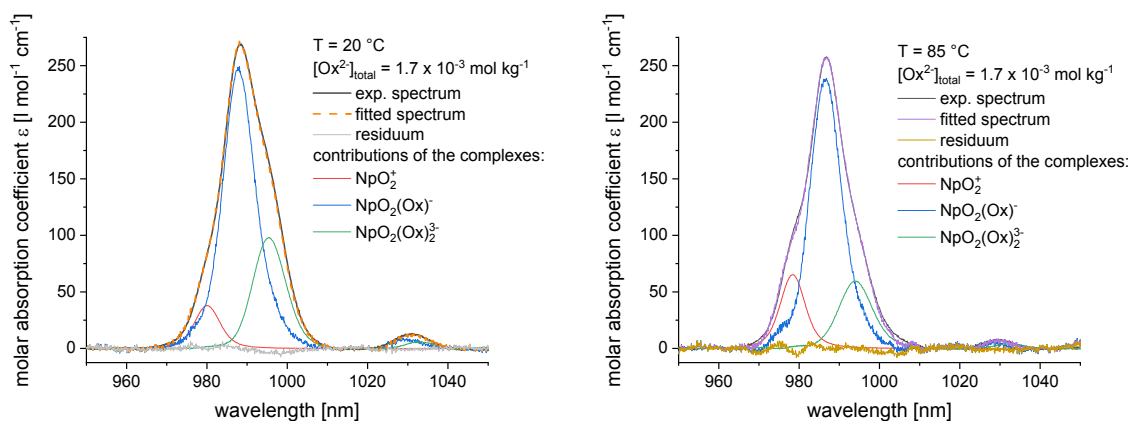 T = 20 °C
[Ox²⁻]total = 1.7 x 10⁻³ mol kg⁻¹
exp. spectrum
fitted spectrum
residuum
contributions of the complexes:
NpO₂⁺
NpO₂(Ox)⁻
NpO₂(Ox)₂³⁻
molar absorption coefficient ε [l mol⁻¹ cm⁻¹]
250
200
150
100
50
0
960 980 1000 1020 1040
wavelength [nm]
T = 85 °C
[Ox²⁻]total = 1.7 x 10⁻³ mol kg⁻¹
exp. spectrum
fitted spectrum
residuum
contributions of the complexes:
NpO₂⁺
NpO₂(Ox)⁻
NpO₂(Ox)₂³⁻
molar absorption coefficient ε [l mol⁻¹ cm⁻¹]
250
200
150
100
50
0
960 980 1000 1020 1040
wavelength [nm]